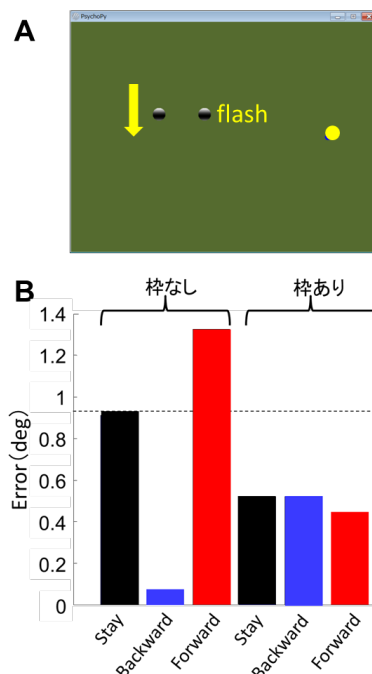 A
PsychoPy
flash
B
枠なし
枠あり
1.4
1.2
1
0.8
0.6
0.4
0.2
0
Error(deg)
Stay
Backward
Forward
Stay
Backward
Forward